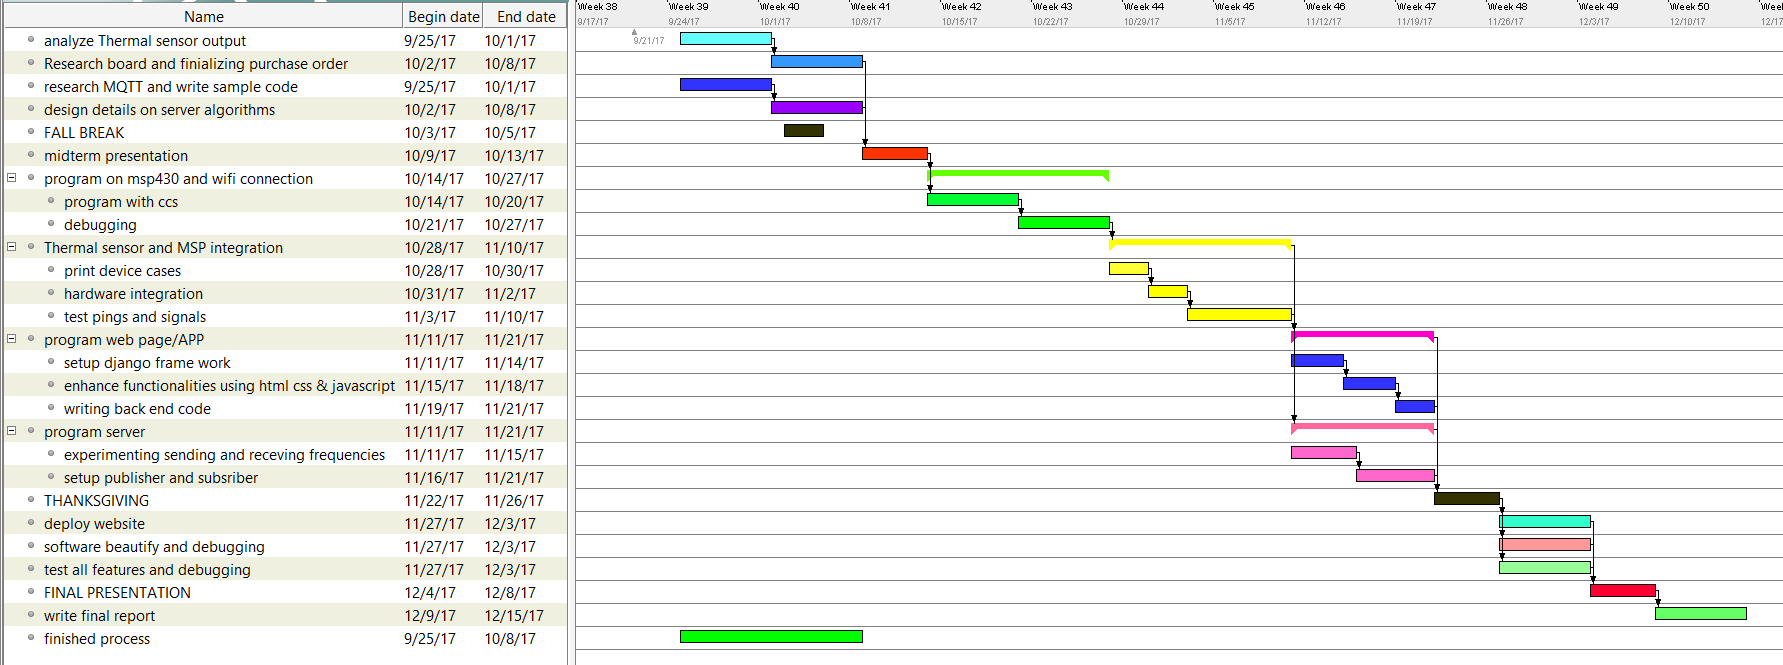 Name Begin date End date
Week 38 Week 39 Week 40 Week 41 Week 42 Week 43 Week 44 Week 45 Week 46 Week 47 Week 48 Week 49 Week 50 Week
9/17/17 9/24/17 10/1/17 10/8/17 10/15/17 10/22/17 10/29/17 11/5/17 11/12/17 11/19/17 11/26/17 12/3/17 12/10/17 12/17
9/21/17
analyze Thermal sensor output 9/25/17 10/1/17
Research board and finializing purchase order 10/2/17 10/8/17
research MQTT and write sample code 9/25/17 10/1/17
design details on server algorithms 10/2/17 10/8/17
FALL BREAK 10/3/17 10/5/17
midterm presentation 10/9/17 10/13/17
program on msp430 and wifi connection 10/14/17 10/27/17
program with ccs 10/14/17 10/20/17
debugging 10/21/17 10/27/17
Thermal sensor and MSP integration 10/28/17 11/10/17
print device cases 10/28/17 10/30/17
hardware integration 10/31/17 11/2/17
test pings and signals 11/3/17 11/10/17
program web page/APP 11/11/17 11/21/17
setup django frame work 11/11/17 11/14/17
enhance functionalities using html css & javascript 11/15/17 11/18/17
writing back end code 11/19/17 11/21/17
program server 11/11/17 11/21/17
experimenting sending and receving frequencies 11/11/17 11/15/17
setup publisher and subsriber 11/16/17 11/21/17
THANKSGIVING 11/22/17 11/26/17
deploy website 11/27/17 12/3/17
software beautify and debugging 11/27/17 12/3/17
test all features and debugging 11/27/17 12/3/17
FINAL PRESENTATION 12/4/17 12/8/17
write final report 12/9/17 12/15/17
finished process 9/25/17 10/8/17